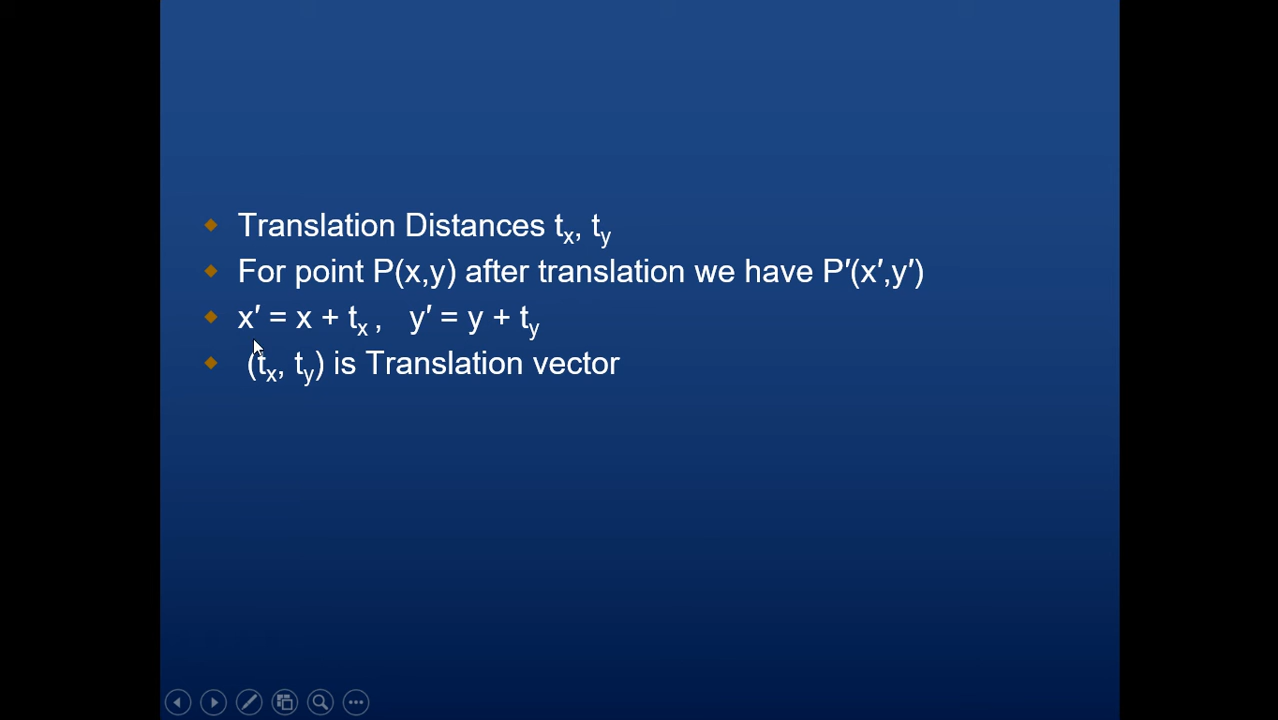 Translation Distances tx, ty
For point P(x,y) after translation we have P′(x′,y′)
x′ = x + tx , y′ = y + ty
(tx, ty) is Translation vector